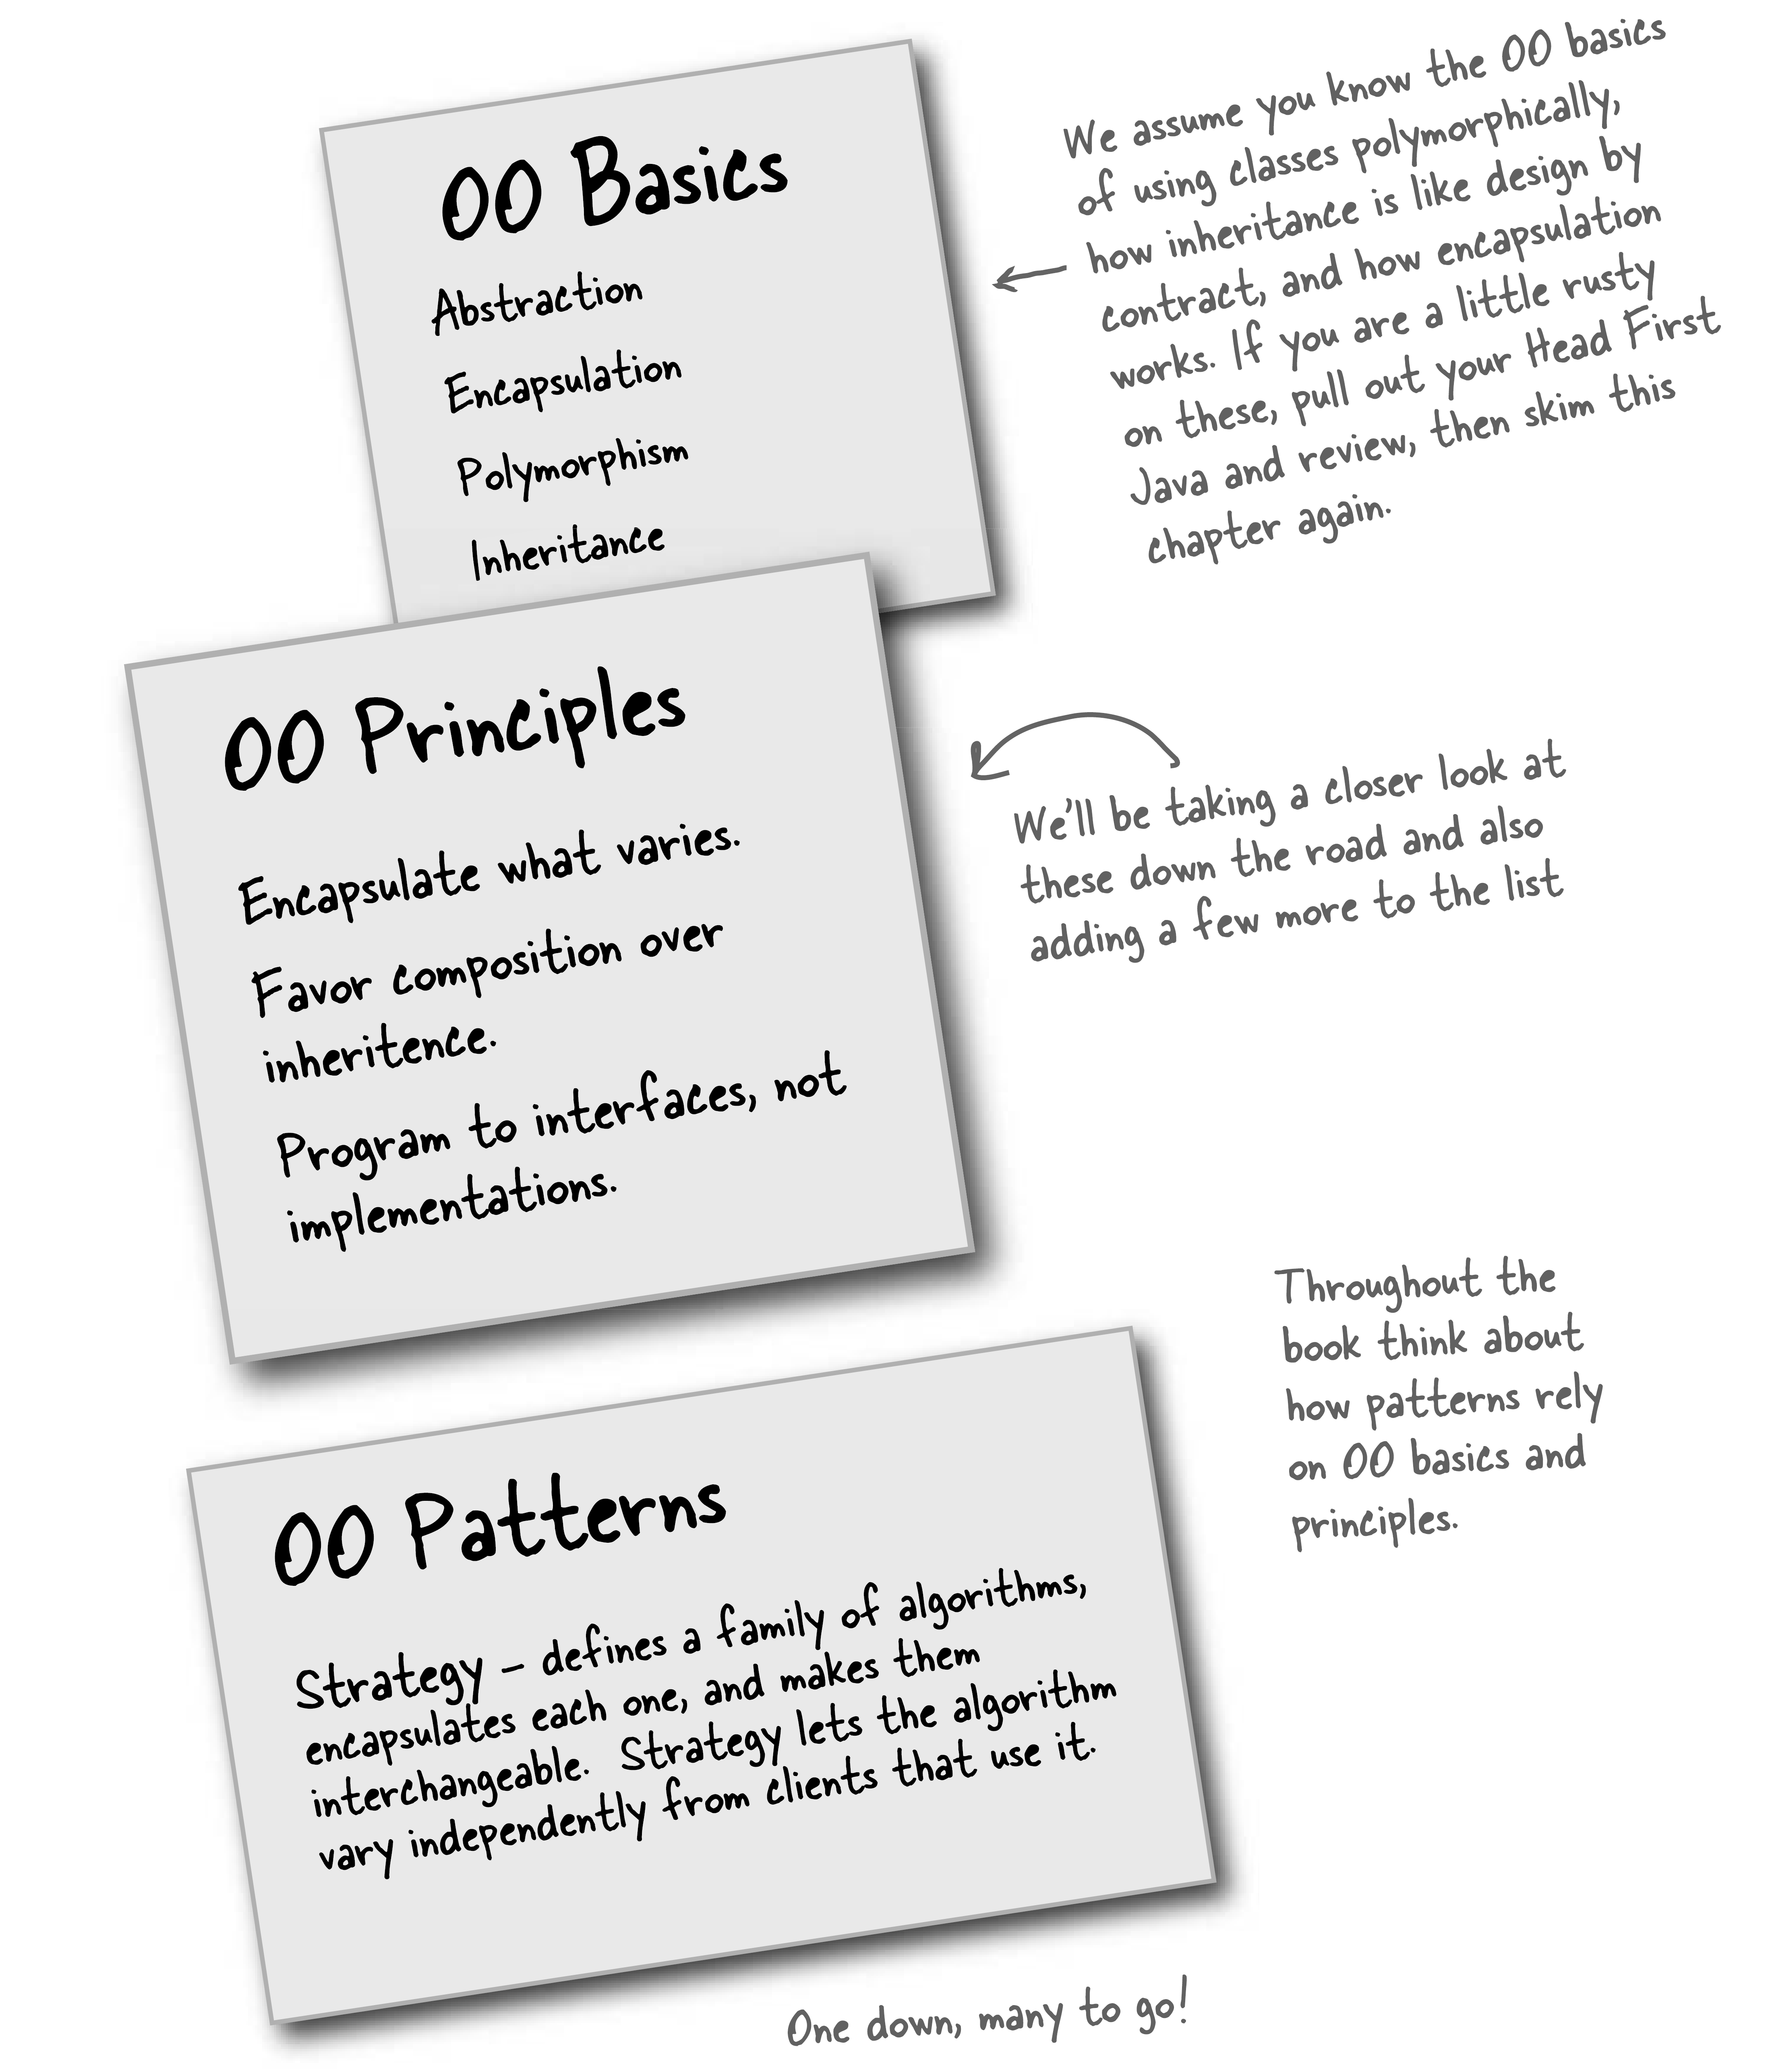 OO Basics
Abstraction
Encapsulation
Polymorphism
Inheritance
We assume you know the OO basics
of using classes polymorphically,
how inheritance is like design by
contract, and how encapsulation
works. If you are a little rusty
on these, pull out your Head First
Java and review, then skim this
chapter again.
OO Principles
Encapsulate what varies.
Favor composition over
inheritence.
Program to interfaces, not
implementations.
We'll be taking a closer look at
these down the road and also
adding a few more to the list
OO Patterns
Strategy – defines a family of algorithms,
encapsulates each one, and makes them
interchangeable. Strategy lets the algorithm
vary independently from clients that use it.
Throughout the
book think about
how patterns rely
on OO basics and
principles.
One down, many to go!